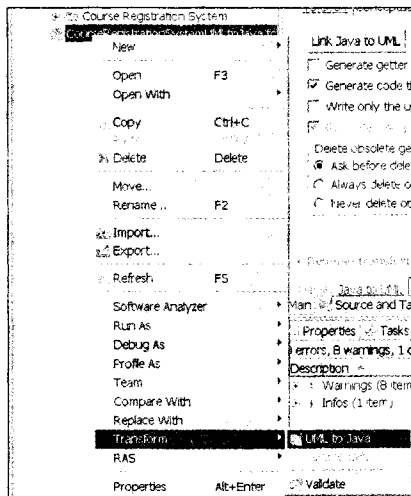 Course Registration System
New
Open F3
Open With
Copy Ctrl+C
Delete Delete
Move...
Rename... F2
Import...
Export...
Refresh F5
Software Analyzer
Run As
Debug As
Profile As
Team
Compare With
Replace With
Transform
RAS
Properties Alt+Enter
Link Java to UML
Generate getter
Generate code t
Write only the u
Delete obsolete ge
Ask before dele
Always delete o
Never delete ob
Java to UML
Main Source and Ta
Properties Tasks
errors, 8 warnings, 1
Description
Warnings (8 item
Infos (1 item)
UML to Java
Validate